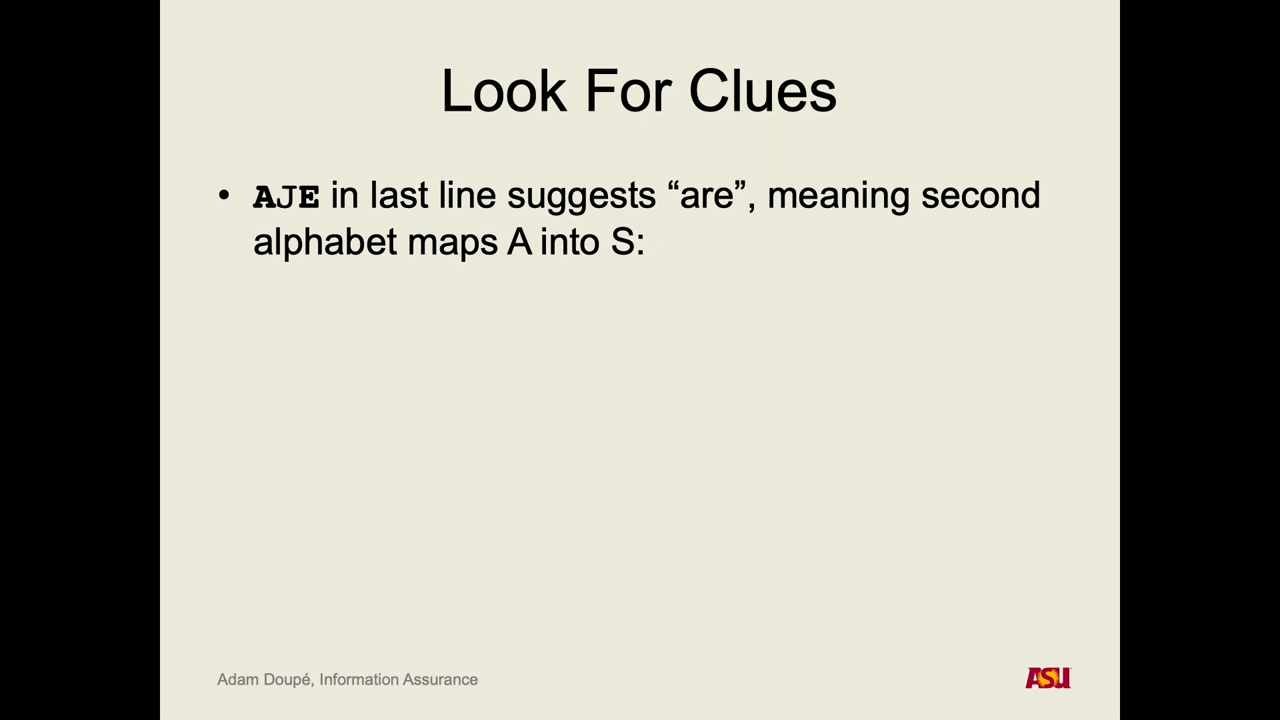 Look For Clues
• AJE in last line suggests “are”, meaning second
alphabet maps A into S:
Adam Doupé, Information Assurance
ASU